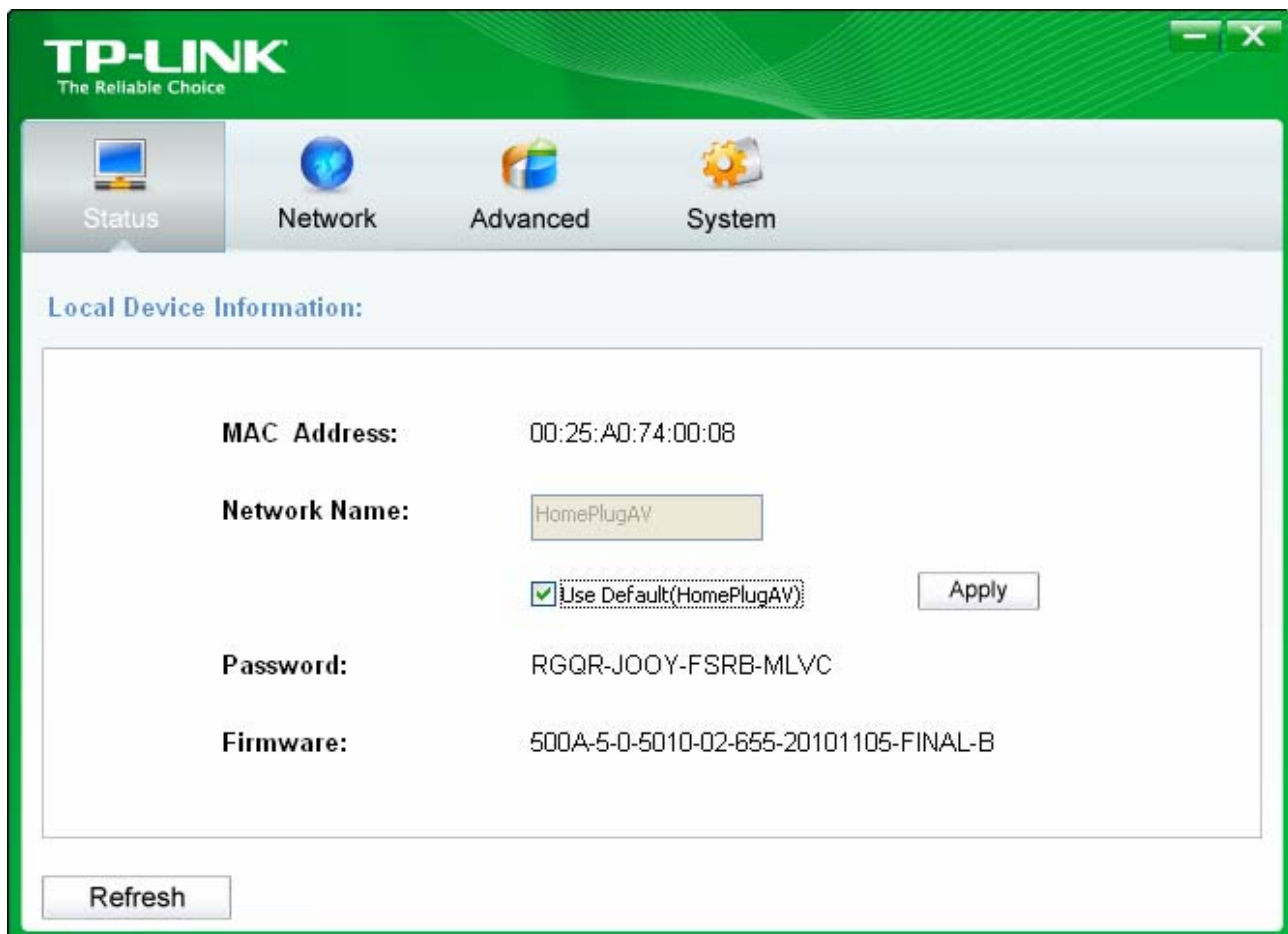 TP-LINK
The Reliable Choice
Status Network Advanced System
Local Device Information:
MAC Address: 00:25:A0:74:00:08
Network Name: HomePlugAV
Use Default(HomePlugAV) Apply
Password: RGQR-JOOY-FSRB-MLVC
Firmware: 500A-5-0-5010-02-655-20101105-FINAL-B
Refresh